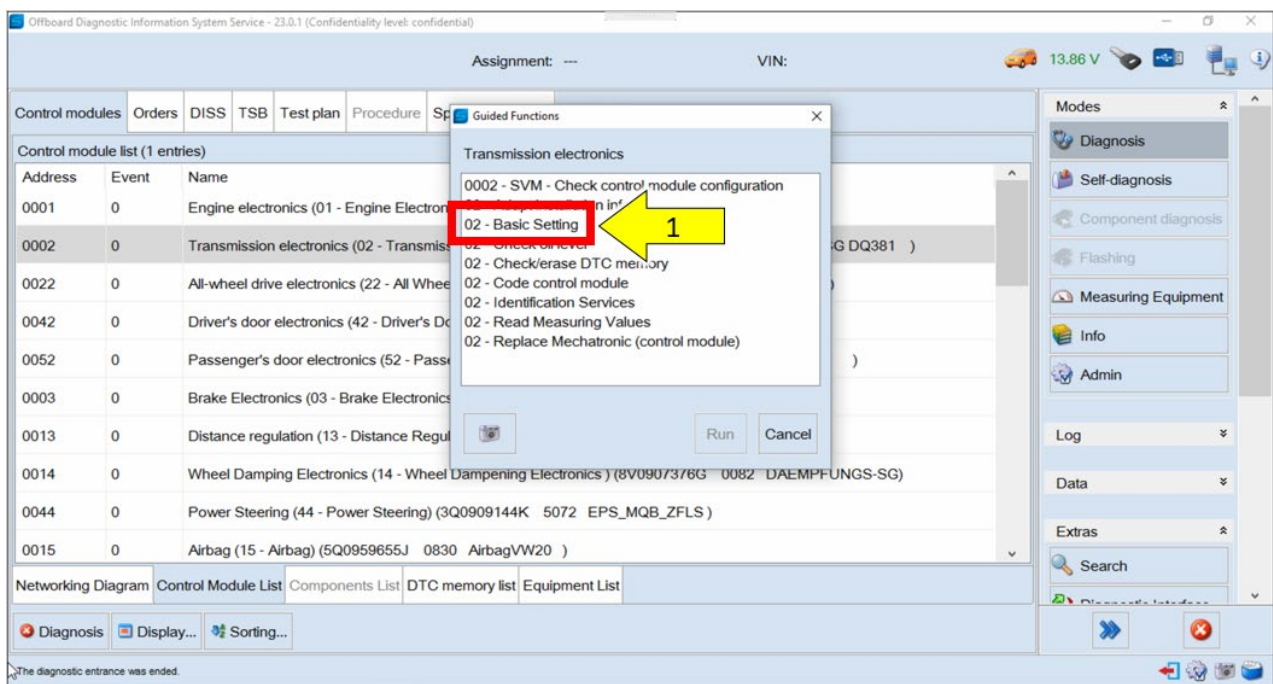 Offboard Diagnostic Information System Service - 23.0.1 (Confidentiality level: confidential)
Assignment: ---
VIN:
13.86 V
Control modules Orders DISS TSB Test plan Procedure
Control module list (1 entries)
Address Event Name
0001 0 Engine electronics (01 - Engine
0002 0 Transmission electronics (02 - DQ381 )
0022 0 All-wheel drive electronics (22 - All
0042 0 Driver's door electronics (42 - Driver's
0052 0 Passenger's door electronics (52 - )
0003 0 Brake Electronics (03 - Brake Electronics
0013 0 Distance regulation (13 - Distance
0014 0 Wheel Damping Electronics (14 - Wheel Dampening Electronics ) (8V0907376G 0082 DAEMPFUNGS-SG)
0044 0 Power Steering (44 - Power Steering) (3Q0909144K 5072 EPS_MQB_ZFLS )
0015 0 Airbag (15 - Airbag) (5Q0959655J 0830 AirbagVW20 )
Networking Diagram Control Module List Components List DTC memory list Equipment List
Diagnosis Display... Sorting...
The diagnostic entrance was ended.
Guided Functions
Transmission electronics
0002 - SVM - Check control module configuration
02 - Basic Setting
1
02 - Check oil level
02 - Check/erase DTC memory
02 - Code control module
02 - Identification Services
02 - Read Measuring Values
02 - Replace Mechatronic (control module)
Run Cancel
Modes
Diagnosis
Self-diagnosis
Component diagnosis
Flashing
Measuring Equipment
Info
Admin
Log
Data
Extras
Search